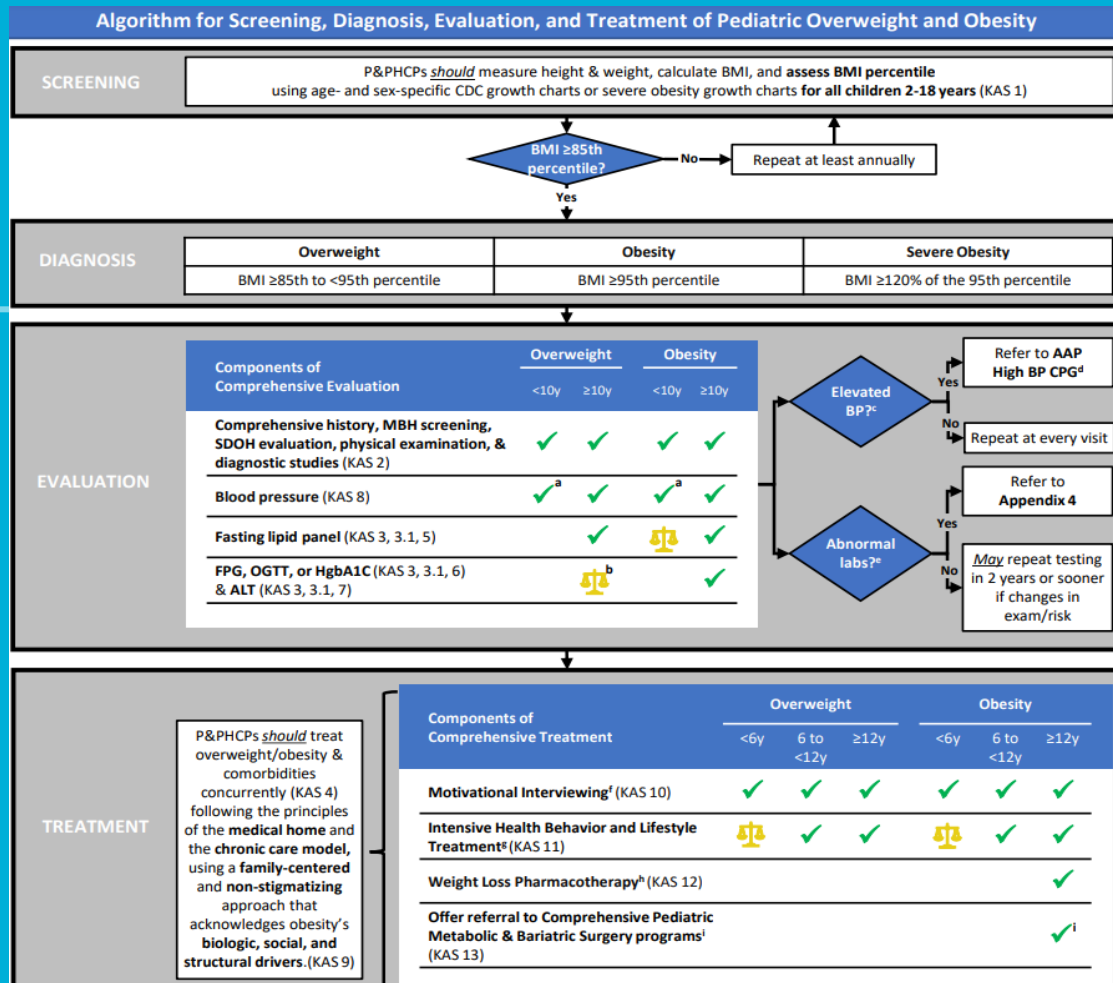 Algorithm for Screening, Diagnosis, Evaluation, and Treatment of Pediatric Overweight and Obesity
SCREENING
P&PHCPs should measure height & weight, calculate BMI, and assess BMI percentile
using age- and sex-specific CDC growth charts or severe obesity growth charts for all children 2-18 years (KAS 1)
BMI ≥85th
percentile?
No
Repeat at least annually
Yes
DIAGNOSIS
Overweight
Obesity
Severe Obesity
BMI ≥85th to <95th percentile
BMI ≥95th percentile
BMI ≥120% of the 95th percentile
EVALUATION
Components of
Comprehensive Evaluation
Overweight
Obesity
<10y
≥10y
<10y
≥10y
Comprehensive history, MBH screening,
SDOH evaluation, physical examination, &
diagnostic studies (KAS 2)
Blood pressure (KAS 8)
a
a
Fasting lipid panel (KAS 3, 3.1, 5)
FPG, OGTT, or HgbA1C (KAS 3, 3.1, 6)
& ALT (KAS 3, 3.1, 7)
b
Elevated
BP?c
Yes
Refer to AAP
High BP CPGd
No
Repeat at every visit
Abnormal
labs?e
Yes
Refer to
Appendix 4
No
May repeat testing
in 2 years or sooner
if changes in
exam/risk
TREATMENT
P&PHCPs should treat
overweight/obesity &
comorbidities
concurrently (KAS 4)
following the principles
of the medical home and
the chronic care model,
using a family-centered
and non-stigmatizing
approach that
acknowledges obesity's
biologic, social, and
structural drivers.(KAS 9)
Components of
Comprehensive Treatment
Overweight
Obesity
<6y
6 to
<12y
≥12y
<6y
6 to
<12y
≥12y
Motivational Interviewingf (KAS 10)
Intensive Health Behavior and Lifestyle
Treatmentg (KAS 11)
Weight Loss Pharmacotherapyh (KAS 12)
Offer referral to Comprehensive Pediatric
Metabolic & Bariatric Surgery programsi
(KAS 13)
i